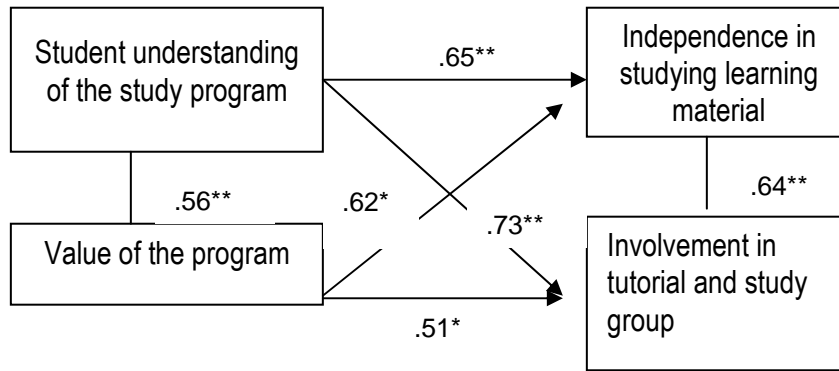 Student understanding
of the study program
.65**
Independence in
studying learning
material
.56**
.62*
.73**
.64**
Value of the program
.51*
Involvement in
tutorial and study
group